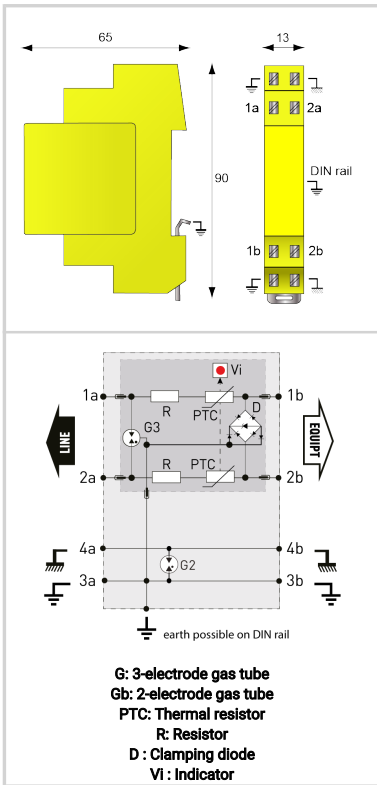 65
13
1a
2a
90
DIN rail
1b
2b
Vi
1a
1b
R
PTC
D
G3
LINE
EQUIPT
R
PTC
2a
2b
4a
4b
G2
3a
3b
earth possible on DIN rail
G: 3-electrode gas tube
Gb: 2-electrode gas tube
PTC: Thermal resistor
R: Resistor
D : Clamping diode
Vi : Indicator